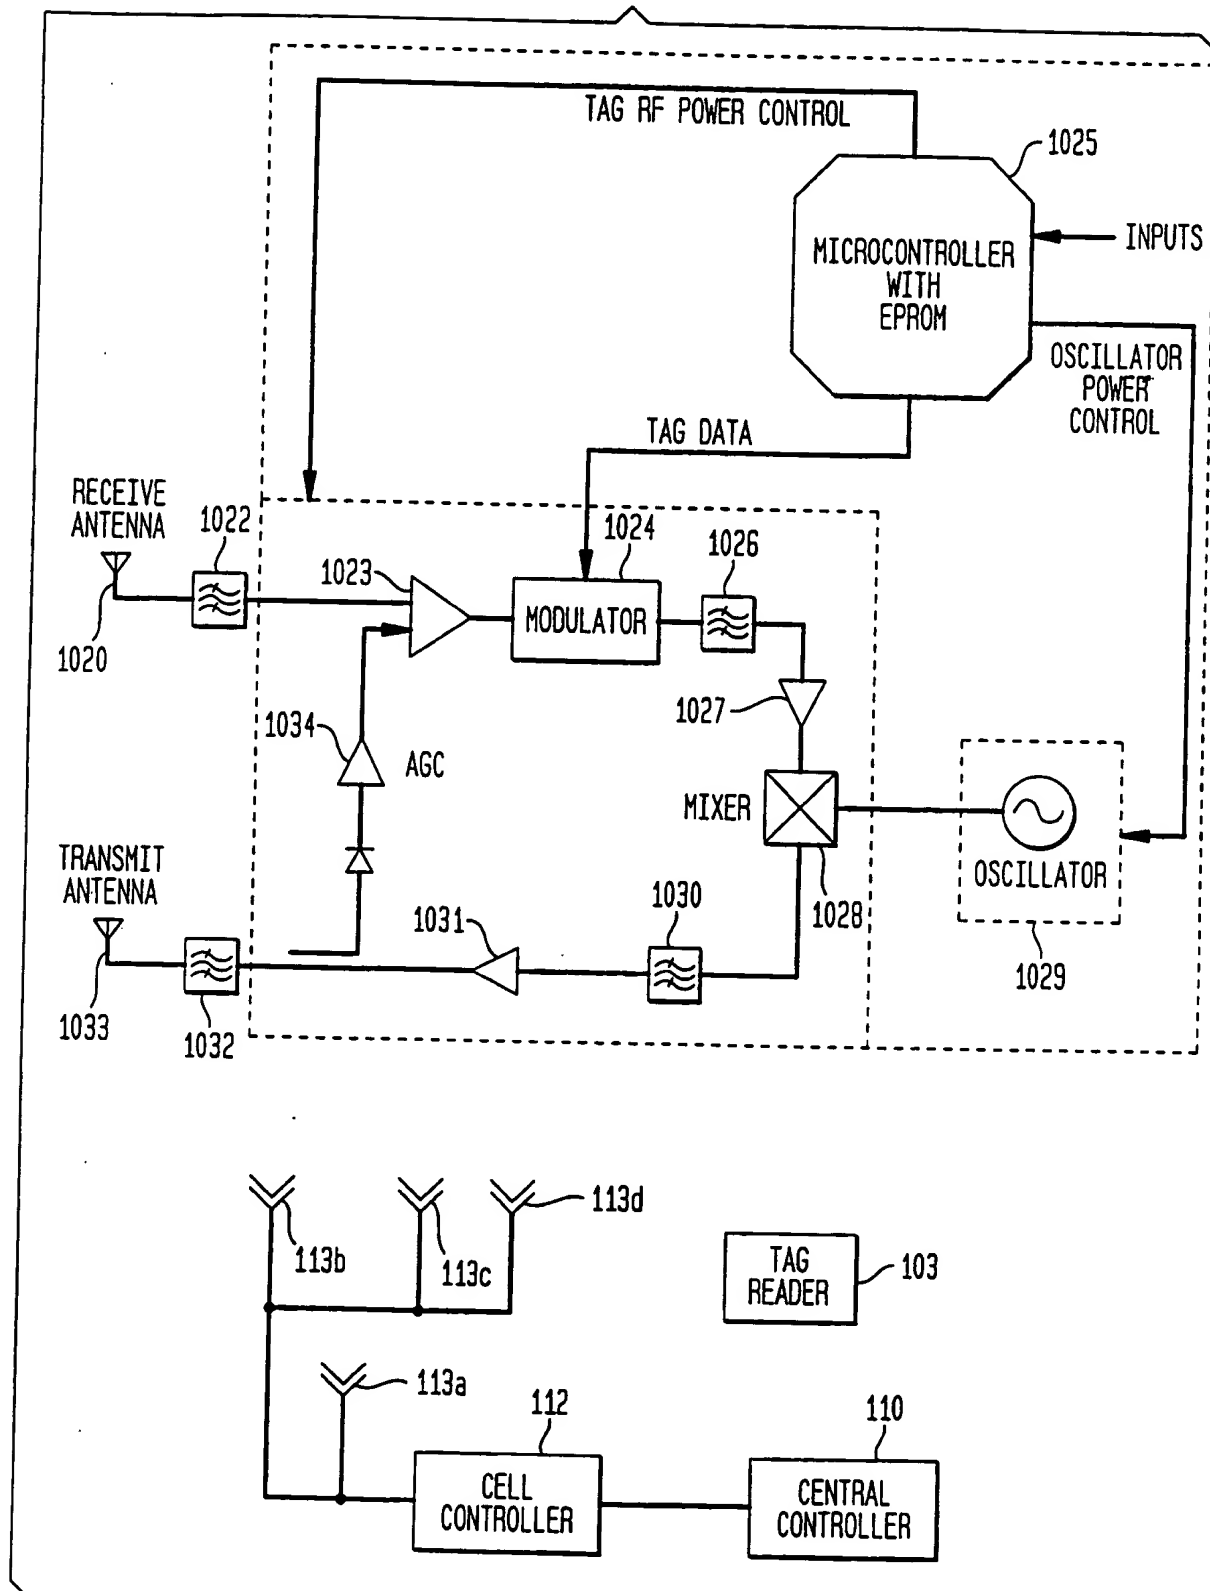 TAG RF POWER CONTROL
1025
MICROCONTROLLER
WITH
EPROM
INPUTS
OSCILLATOR
POWER
CONTROL
TAG DATA
RECEIVE
ANTENNA
1022
1020
1023
1024
MODULATOR
1026
1027
1034
AGC
MIXER
1028
OSCILLATOR
1029
TRANSMIT
ANTENNA
1033
1032
1031
1030
113b
113c
113d
TAG
READER
103
113a
112
CELL
CONTROLLER
110
CENTRAL
CONTROLLER